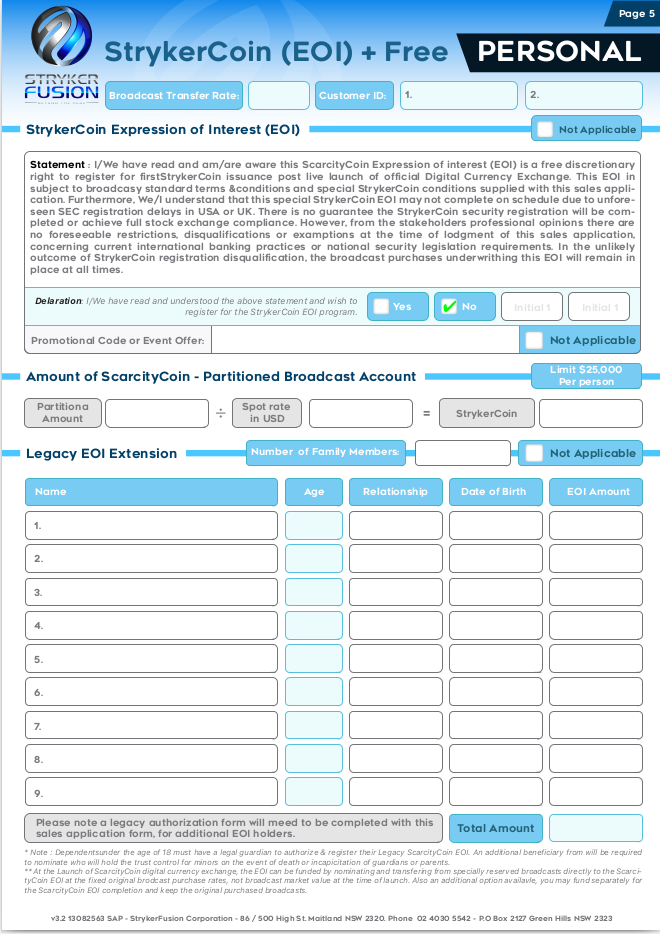 Page 5
StrykerCoin (EOI) + Free
PERSONAL
STRYKER
FUSION
Broadcast Transfer Rate:
Customer ID:
1.
2.
StrykerCoin Expression of Interest (EOI)
Not Applicable
Statement : I/We have read and am/are aware this ScarcityCoin Expression of interest (EOI) is a free discretionary
right to register for firstStrykerCoin issuance post live launch of official Digital Currency Exchange. This EOI in
subject to broadcasy standard terms &conditions and special StrykerCoin conditions supplied with this sales appli-
cation. Furthermore, We/I understand that this special StrykerCoin EOI may not complete on schedule due to unfore-
seen SEC registration delays in USA or UK. There is no guarantee the StrykerCoin security registration will be com-
pleted or achieve full stock exchange compliance. However, from the stakeholders professional opinions there are
no foreseeable restrictions, disqualifications or examptions at the time of lodgment of this sales application,
concerning current international banking practices or national security legislation requirements. In the unlikely
outcome of StrykerCoin registration disqualification, the broadcast purchases underwrithing this EOI will remain in
place at all times.
Delaration: I/We have read and understood the above statement and wish to
register for the StrykerCoin EOI program.
Yes
No
Initial 1
Initial 1
Promotional Code or Event Offer:
Not Applicable
Amount of ScarcityCoin - Partitioned Broadcast Account
Limit $25,000
Per person
Partitiona
Amount
÷
Spot rate
in USD
=
StrykerCoin
Legacy EOI Extension
Number of Family Members:
Not Applicable
Name
Age
Relationship
Date of Birth
EOI Amount
1.
2.
3.
4.
5.
6.
7.
8.
9.
Please note a legacy authorization form will meed to be completed with this
sales application form, for additional EOI holders.
Total Amount
* Note : Dependentsunder the age of 18 must have a legal guardian to authorize & register their Legacy ScarcityCoin EOI. An additional beneficiary from will be required
to nominate who will hold the trust control for minors on the event of death or incapicitation of guardians or parents.
** At the Launch of ScarcityCoin digital currency exchange, the EOI can be funded by nominating and transfering from specially reserved broadcasts directly to the Scarci-
tyCoin EOI at the fixed original brodcast purchase rates, not broadcast market value at the time of launch. Also an additional option availavle, you may fund separately for
the ScarcityCoin EOI completion and keep the original purchased broadcasts.
v3.2 13082563 SAP - StrykerFusion Corporation - 86 / 500 High St. Maitland NSW 2320. Phone 02 4030 5542 - P.O Box 2127 Green Hills NSW 2323